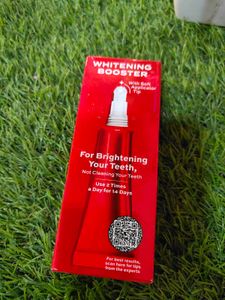 WHITENING
BOOSTER
With Soft
Applicator
Tip
For Brightening
Your Teeth,
Not Cleaning Your Teeth
Use 2 Times
a Day for 14 Days
For best results,
scan here for tips
from the experts